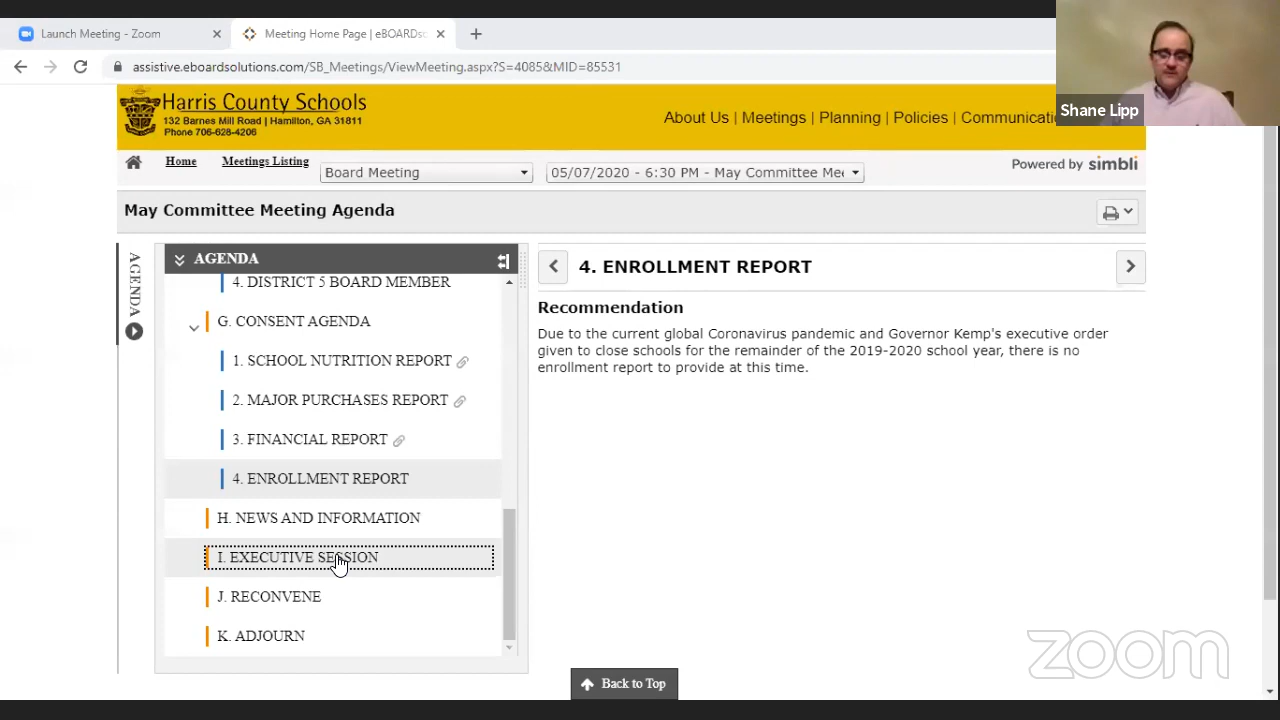 Launch Meeting - Zoom
Meeting Home Page | eBOARDso
assistive.eboardsolutions.com/SB_Meetings/ViewMeeting.aspx?S=4085&MID=85531
Shane Lipp
Harris County Schools
132 Barnes Mill Road | Hamilton, GA 31811
Phone 706-628-4206
About Us | Meetings | Planning | Policies | Communicatio
Home
Meetings Listing
Board Meeting
05/07/2020 - 6:30 PM - May Committee Mee
Powered by simbli
May Committee Meeting Agenda
AGENDA
AGENDA
4. DISTRICT 5 BOARD MEMBER
G. CONSENT AGENDA
1. SCHOOL NUTRITION REPORT
2. MAJOR PURCHASES REPORT
3. FINANCIAL REPORT
4. ENROLLMENT REPORT
H. NEWS AND INFORMATION
I. EXECUTIVE SESSION
J. RECONVENE
K. ADJOURN
4. ENROLLMENT REPORT
Recommendation
Due to the current global Coronavirus pandemic and Governor Kemp's executive order
given to close schools for the remainder of the 2019-2020 school year, there is no
enrollment report to provide at this time.
Back to Top
zoom